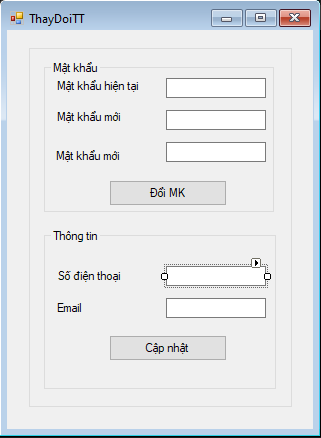 ThayDoiTT
Mật khẩu
Mật khẩu hiện tại
Mật khẩu mới
Mật khẩu mới
Đổi MK
Thông tin
Số điện thoại
Email
Cập nhật